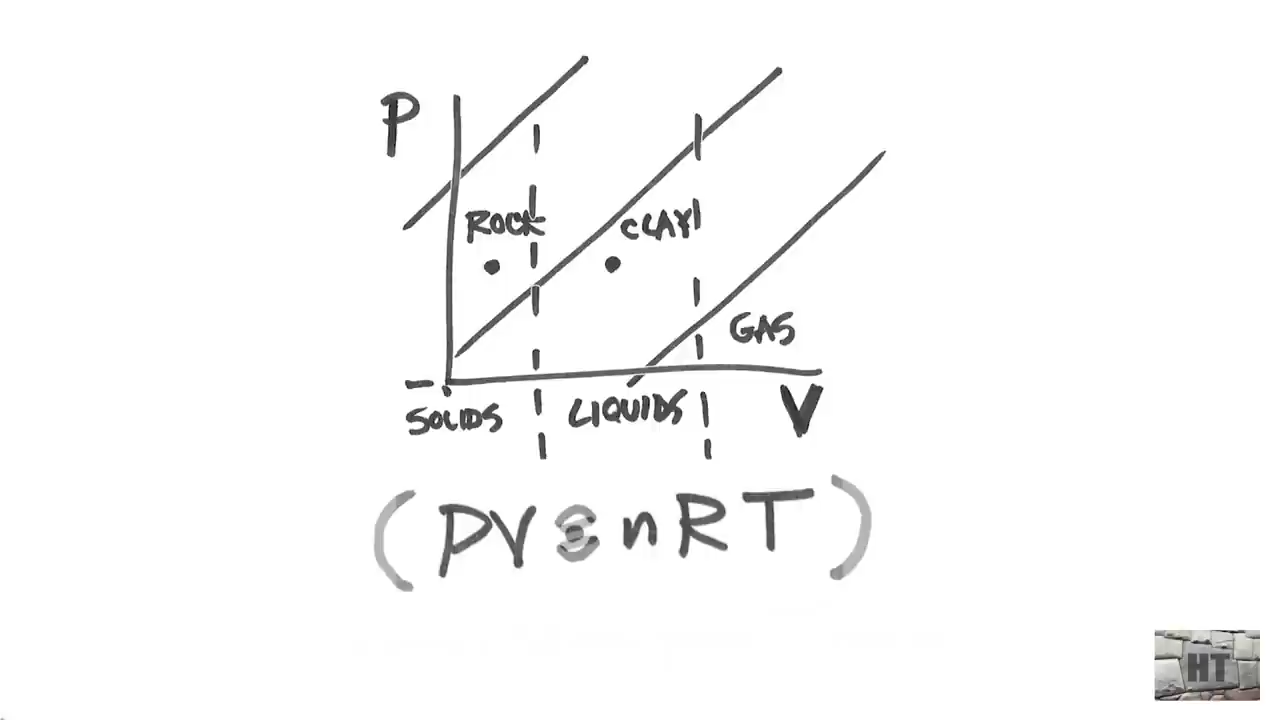 P
ROCK
CLAY
GAS
SOLIDS
LIQUIDS
V
(PV=nRT)
HT